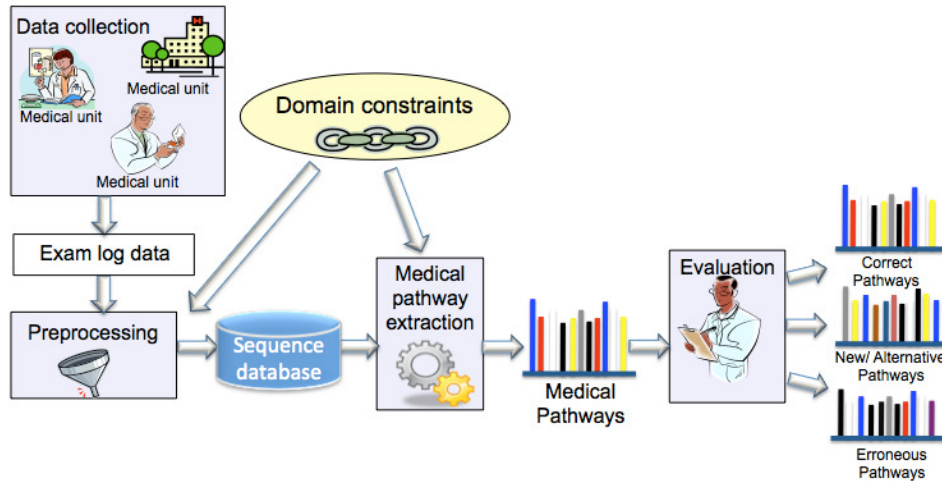 Data collection
Medical unit
Medical unit
Medical unit
Domain constraints
Exam log data
Preprocessing
Sequence
database
Medical
pathway
extraction
Medical
Pathways
Evaluation
Correct
Pathways
New/ Alternative
Pathways
Erroneous
Pathways